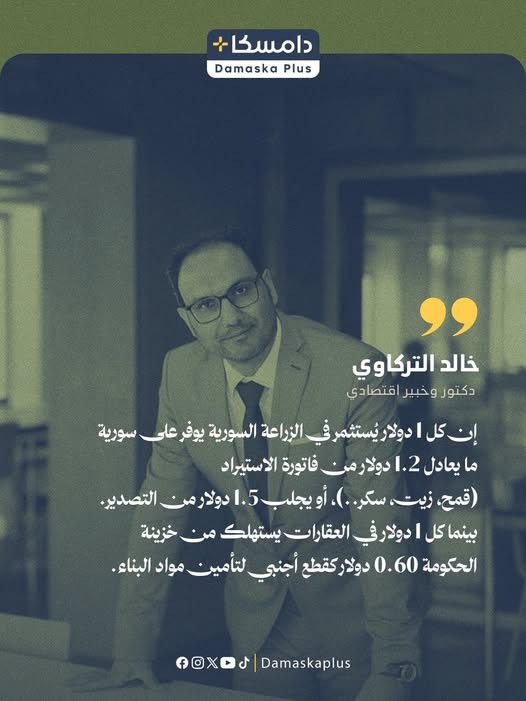 دامسكا+
Damaska Plus
خالد التركاوي
دكتور وخبير اقتصادي
إن كل 1 دولار يُستثمر في الزراعة السورية يوفر على سورية
ما يعادل 1.2 دولار من فاتورة الاستيراد
(قمح، زيت، سكر..)، أو يجلب 1.5 دولار من التصدير.
بينما كل 1 دولار في العقارات يستهلك من خزينة
الحكومة 0.60 دولار كقطع أجنبي لتأمين مواد البناء.
Damaskaplus